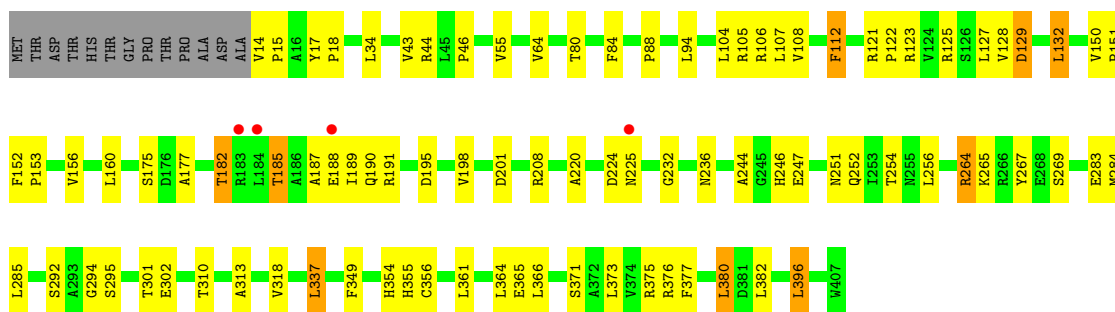 MET THR ASP THR HIS THR GLY PRO THR PRO ALA ASP ALA V14 P15 A16 Y17 P18 L34 V43 R44 L45 P46 V55 V64 T80 F84 P88 L94 L104 R105 R106 L107 V108 F112 R121 P122 R123 V124 R125 S126 L127 V128 D129 L132 V150 P151
F152 P153 V156 L160 S175 D176 A177 T182 R183 L184 T185 A186 A187 E188 I189 Q190 R191 D195 V198 D201 R208 A220 D224 N225 G232 N236 A244 G245 H246 E247 N251 Q252 I253 T254 N255 L256 R264 K265 R266 Y267 E268 S269 E283 M284
L285 S292 A293 G294 S295 T301 E302 T310 A313 V318 L337 F349 H354 H355 C356 L361 L364 E365 L366 S371 A372 L373 V374 R375 R376 F377 L380 D381 L382 L396 W407